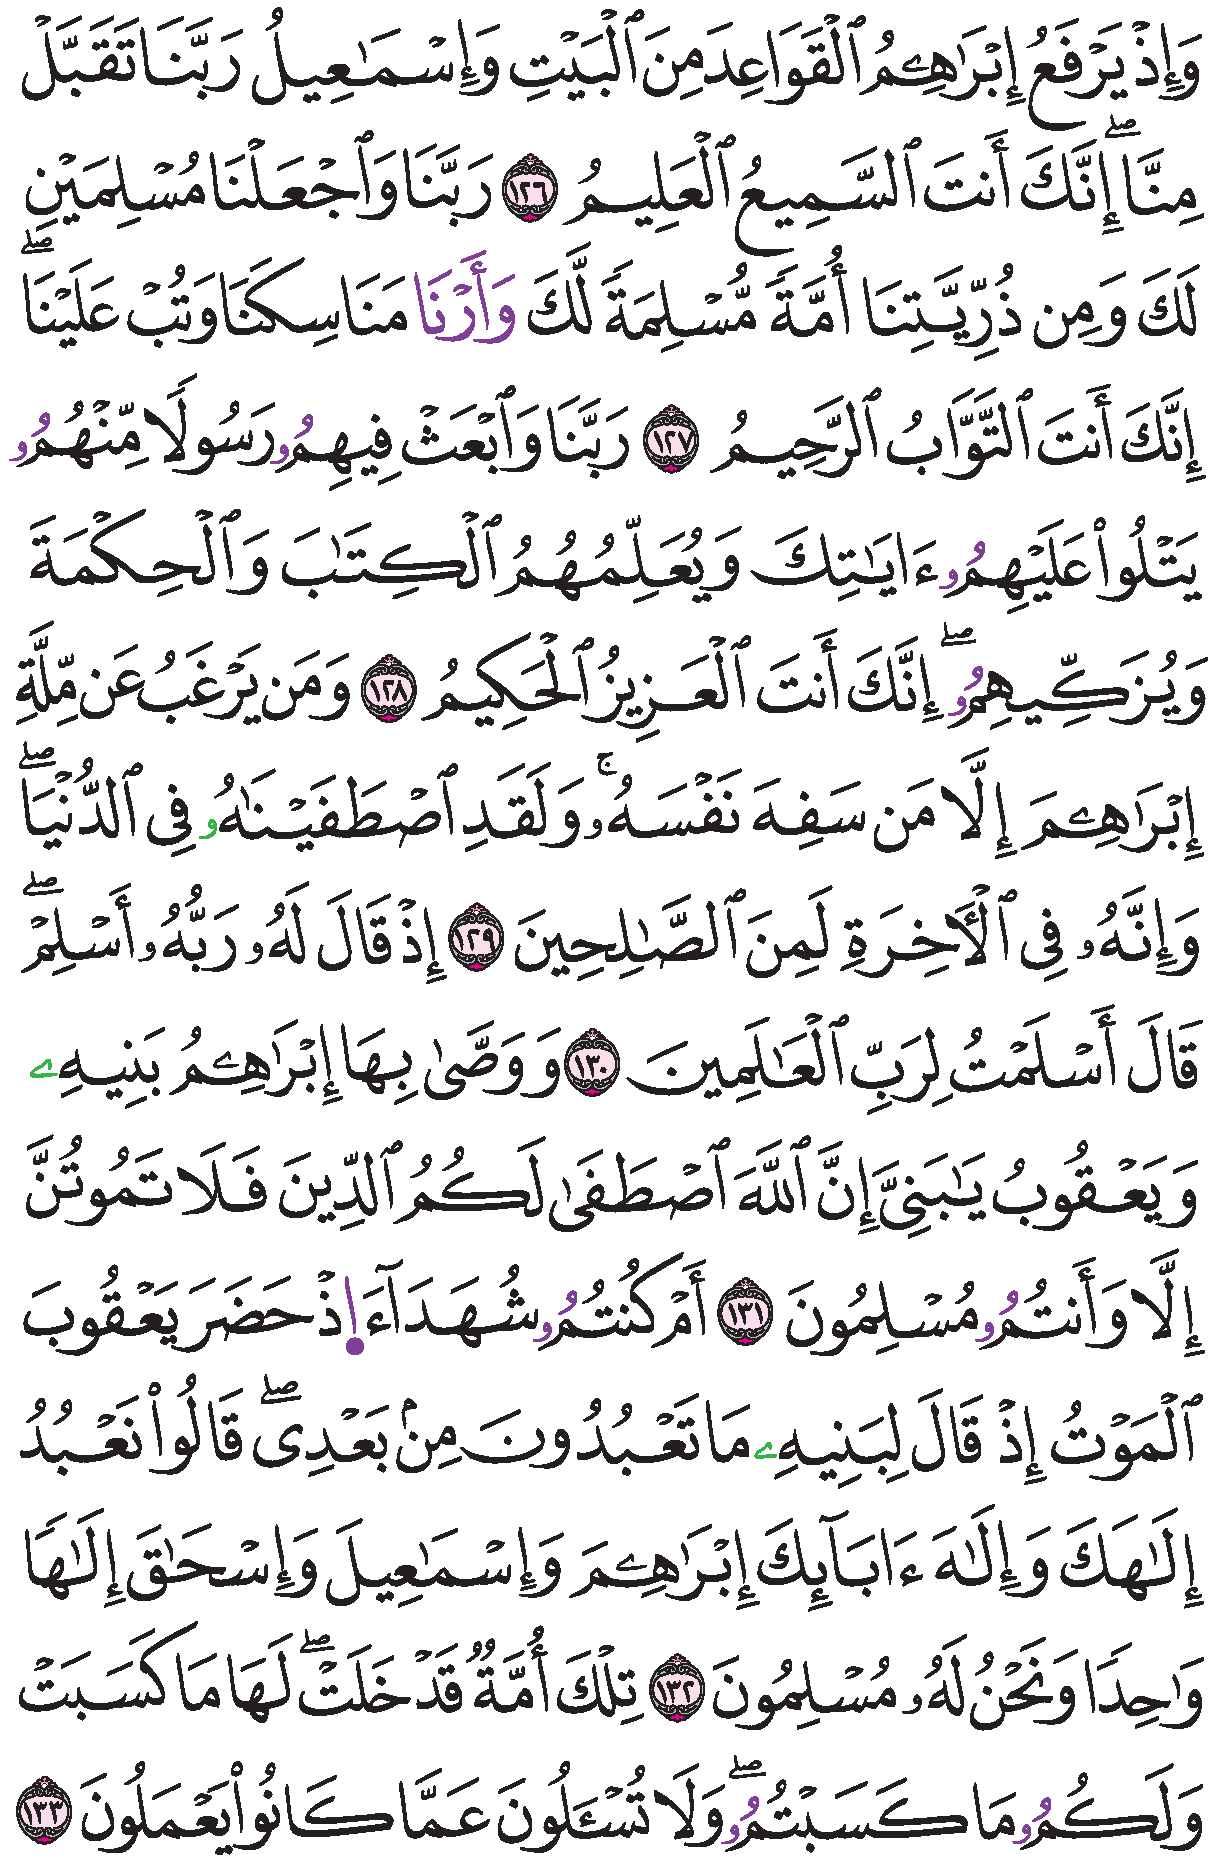 وَإِذْ يَرْفَعُ إِبْرَٰهِـۧمُ ٱلْقَوَاعِدَ مِنَ ٱلْبَيْتِ وَإِسْمَـٰعِيلُ رَبَّنَا تَقَبَّلْ
مِنَّآ ۖ إِنَّكَ أَنتَ ٱلسَّمِيعُ ٱلْعَلِيمُ ١٢٦ رَبَّنَا وَٱجْعَلْنَا مُسْلِمَيْنِ
لَكَ وَمِن ذُرِّيَّتِنَا أُمَّةً مُّسْلِمَةً لَّكَ وَأَرْنَا مَنَاسِكَنَا وَتُبْ عَلَيْنَا ۖ
إِنَّكَ أَنتَ ٱلتَّوَّابُ ٱلرَّحِيمُ ١٢٧ رَبَّنَا وَٱبْعَثْ فِيهِمُۥ رَسُولًا مِّنْهُمُۥ
يَتْلُوا۟ عَلَيْهِمُۥ ءَايَـٰتِكَ وَيُعَلِّمُهُمُ ٱلْكِتَـٰبَ وَٱلْحِكْمَةَ
وَيُزَكِّيهِمُۥ ۖ إِنَّكَ أَنتَ ٱلْعَزِيزُ ٱلْحَكِيمُ ١٢٨ وَمَن يَرْغَبُ عَن مِّلَّةِ
إِبْرَٰهِـۧمَ إِلَّا مَن سَفِهَ نَفْسَهُۥ ۚ وَلَقَدِ ٱصْطَفَيْنَـٰهُۥ فِى ٱلدُّنْيَا ۖ
وَإِنَّهُۥ فِى ٱلْأَخِرَةِ لَمِنَ ٱلصَّـٰلِحِينَ ١٢٩ إِذْ قَالَ لَهُۥ رَبُّهُۥ أَسْلِمْ ۖ
قَالَ أَسْلَمْتُ لِرَبِّ ٱلْعَـٰلَمِينَ ١٣٠ وَوَصَّىٰ بِهَا إِبْرَٰهِـۧمُ بَنِيهِۦ
وَيَعْقُوبُ يَـٰبَنِىَّ إِنَّ ٱللَّهَ ٱصْطَفَىٰ لَكُمُ ٱلدِّينَ فَلَا تَمُوتُنَّ
إِلَّا وَأَنتُمُۥ مُسْلِمُونَ ١٣١ أَمْ كُنتُمُۥ شُهَدَآءَ اِ۬ذْ حَضَرَ يَعْقُوبَ
ٱلْمَوْتُ إِذْ قَالَ لِبَنِيهِۦ مَا تَعْبُدُونَ مِنۢ بَعْدِى ۖ قَالُوا۟ نَعْبُدُ
إِلَـٰهَكَ وَإِلَـٰهَ ءَابَآئِكَ إِبْرَٰهِـۧمَ وَإِسْمَـٰعِيلَ وَإِسْحَـٰقَ إِلَـٰهًا
وَٰحِدًا وَنَحْنُ لَهُۥ مُسْلِمُونَ ١٣٢ تِلْكَ أُمَّةٌ قَدْ خَلَتْ ۖ لَهَا مَا كَسَبَتْ
وَلَكُمُۥ مَا كَسَبْتُمُۥ ۖ وَلَا تُسْـَٔلُونَ عَمَّا كَانُوا۟ يَعْمَلُونَ ١٣٣